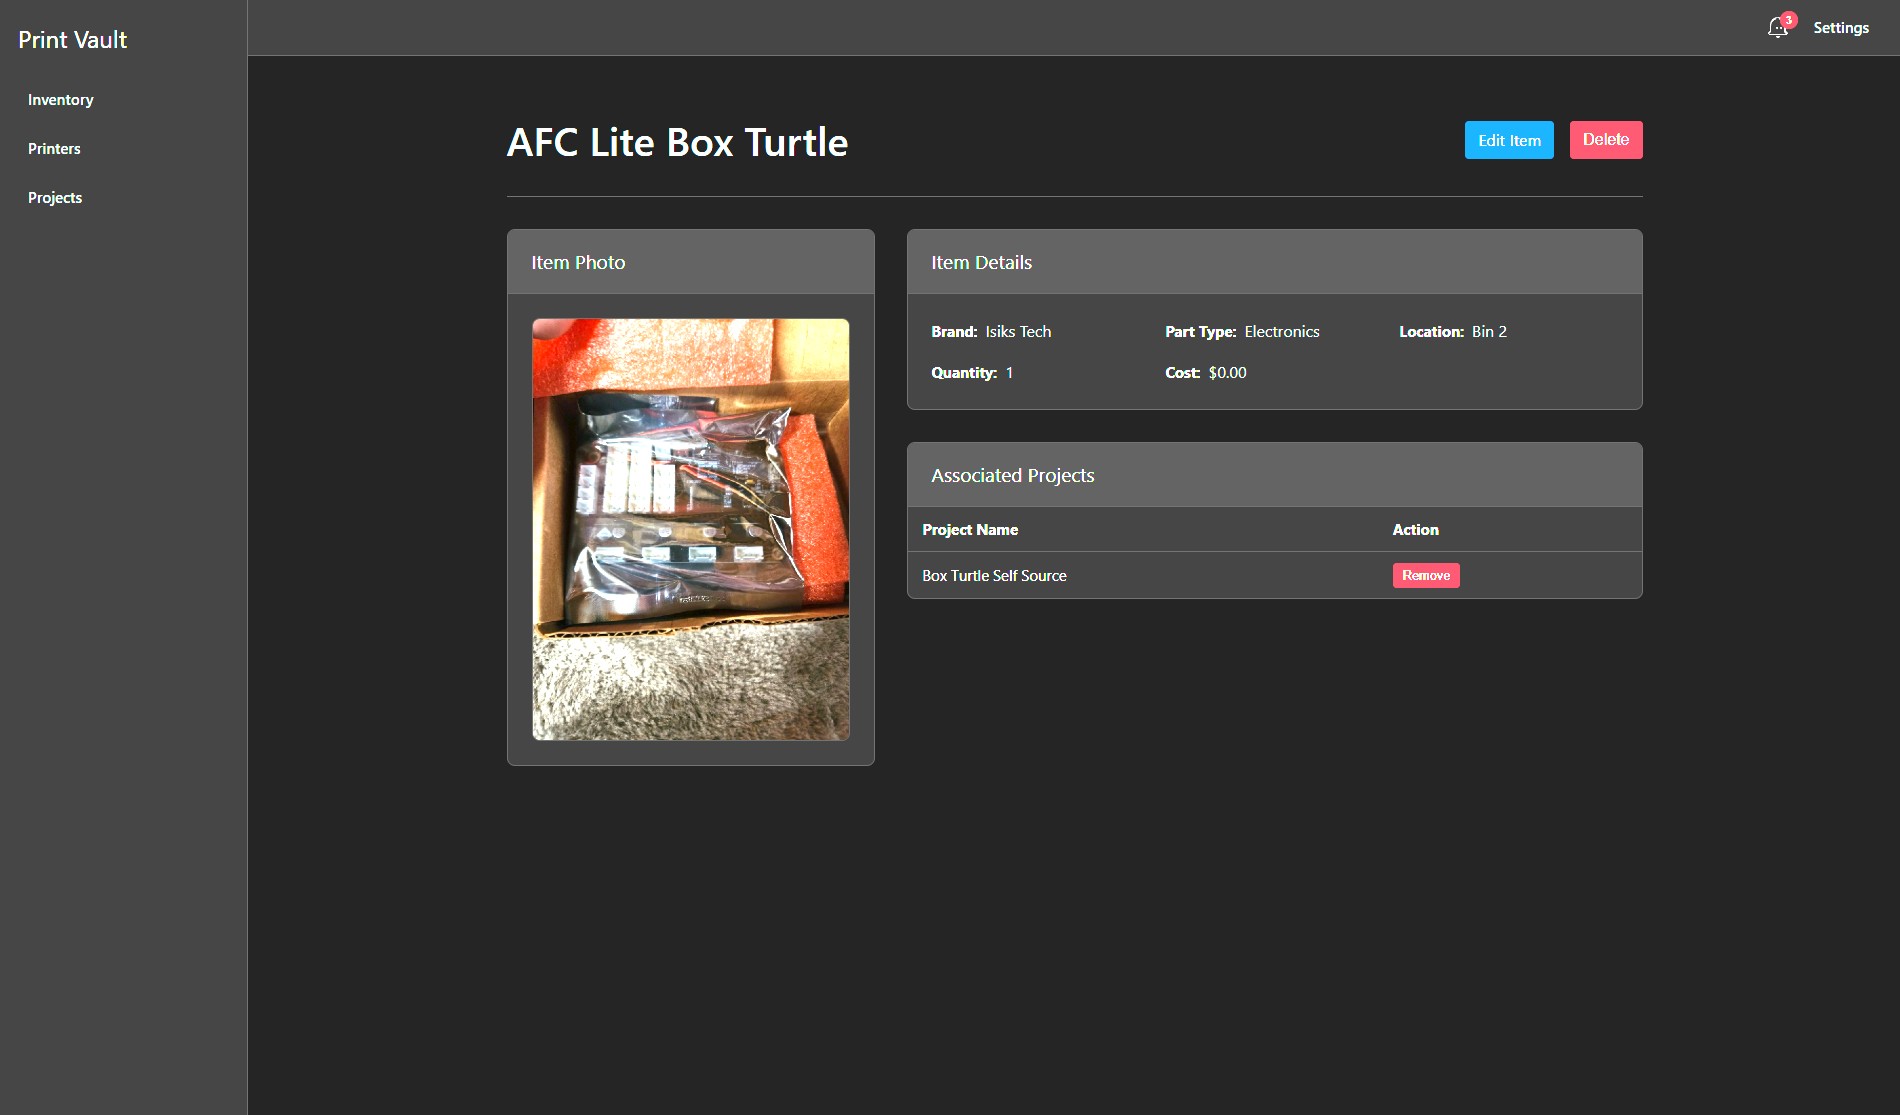 Print Vault
3
Settings
Inventory
Printers
Projects
AFC Lite Box Turtle
Edit Item
Delete
Item Photo
Item Details
Brand: Isiks Tech
Part Type: Electronics
Location: Bin 2
Quantity: 1
Cost: $0.00
Associated Projects
Project Name
Action
Box Turtle Self Source
Remove